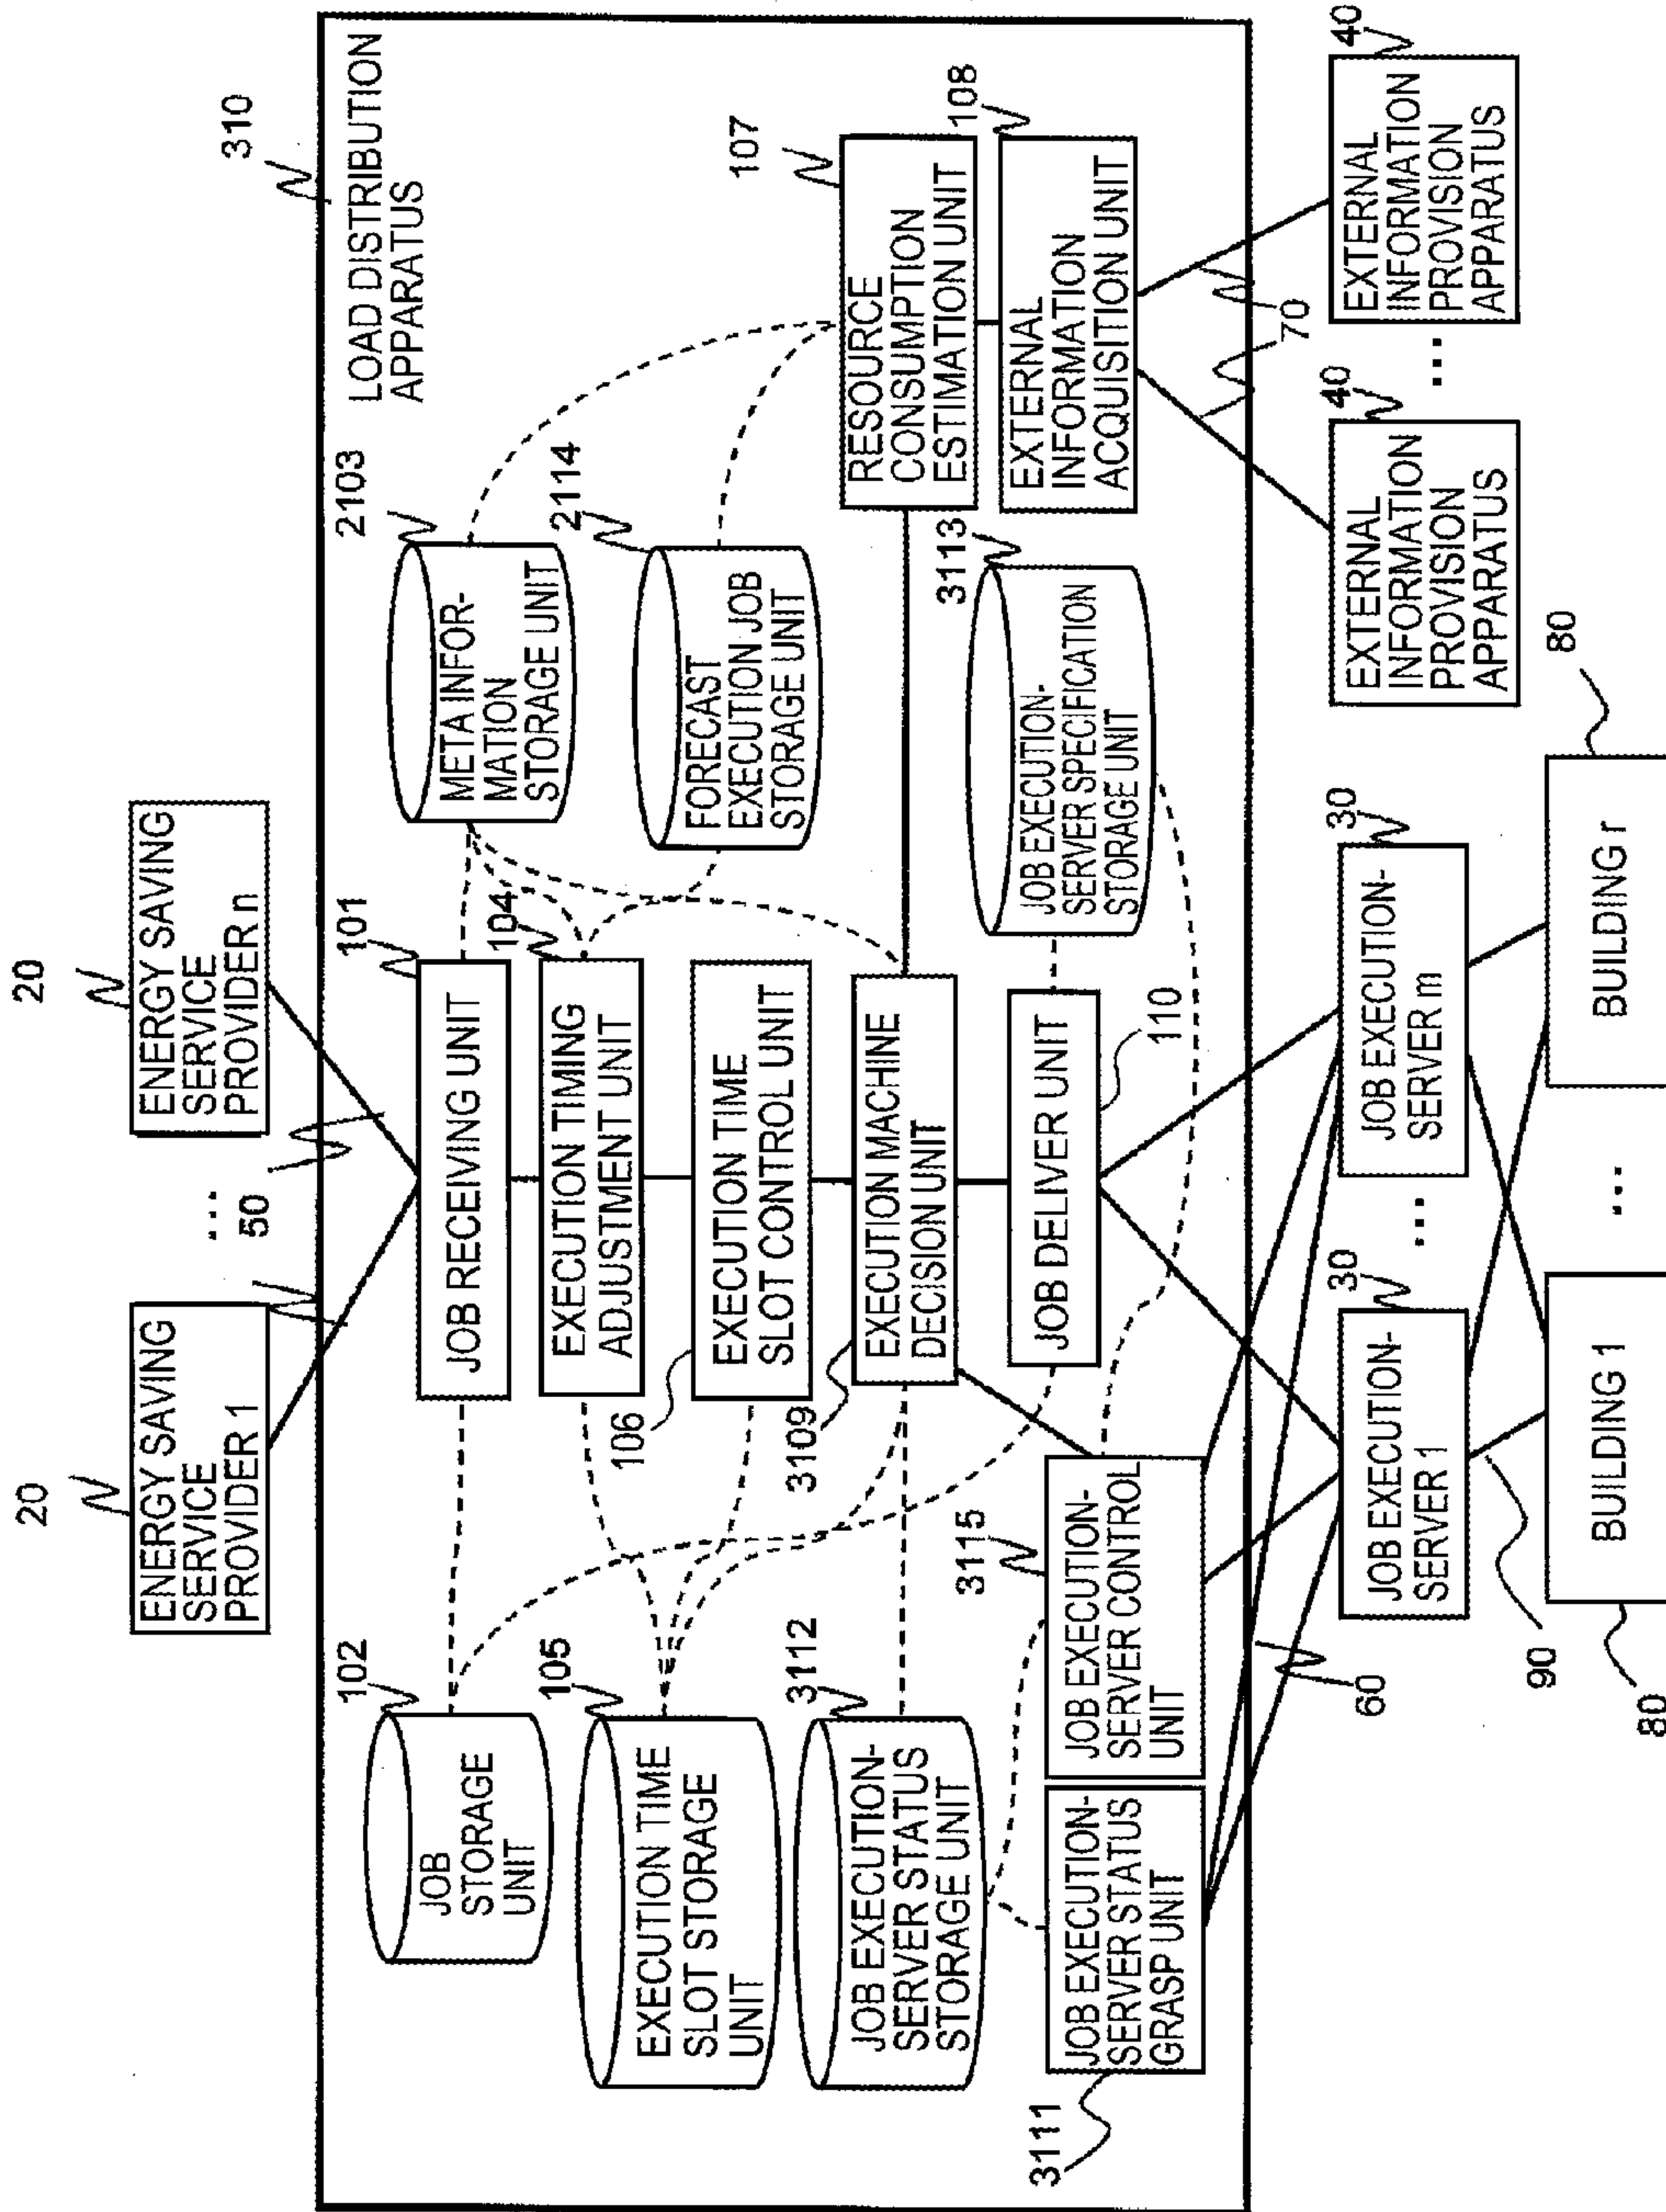 20
ENERGY SAVING
SERVICE
PROVIDER 1
...
50
20
ENERGY SAVING
SERVICE
PROVIDER n
310
LOAD DISTRIBUTION
APPARATUS
102
JOB
STORAGE
UNIT
101
JOB RECEIVING UNIT
2103
META INFOR-
MATION
STORAGE UNIT
105
EXECUTION TIME
SLOT STORAGE
UNIT
104
EXECUTION TIMING
ADJUSTMENT UNIT
2114
FORECAST
EXECUTION JOB
STORAGE UNIT
106
EXECUTION TIME
SLOT CONTROL UNIT
107
RESOURCE
CONSUMPTION
ESTIMATION UNIT
3112
JOB EXECUTION-
SERVER STATUS
STORAGE UNIT
3109
EXECUTION MACHINE
DECISION UNIT
3113
JOB EXECUTION-
SERVER SPECIFICATION
STORAGE UNIT
108
EXTERNAL
INFORMATION
ACQUISITION UNIT
3111
JOB EXECUTION-
SERVER STATUS
GRASP UNIT
3115
JOB EXECUTION-
SERVER CONTROL
UNIT
JOB DELIVER UNIT
110
60
70
30
JOB EXECUTION-
SERVER 1
...
30
JOB EXECUTION-
SERVER m
40
EXTERNAL
INFORMATION
PROVISION
APPARATUS
...
40
EXTERNAL
INFORMATION
PROVISION
APPARATUS
90
80
BUILDING 1
...
80
BUILDING r